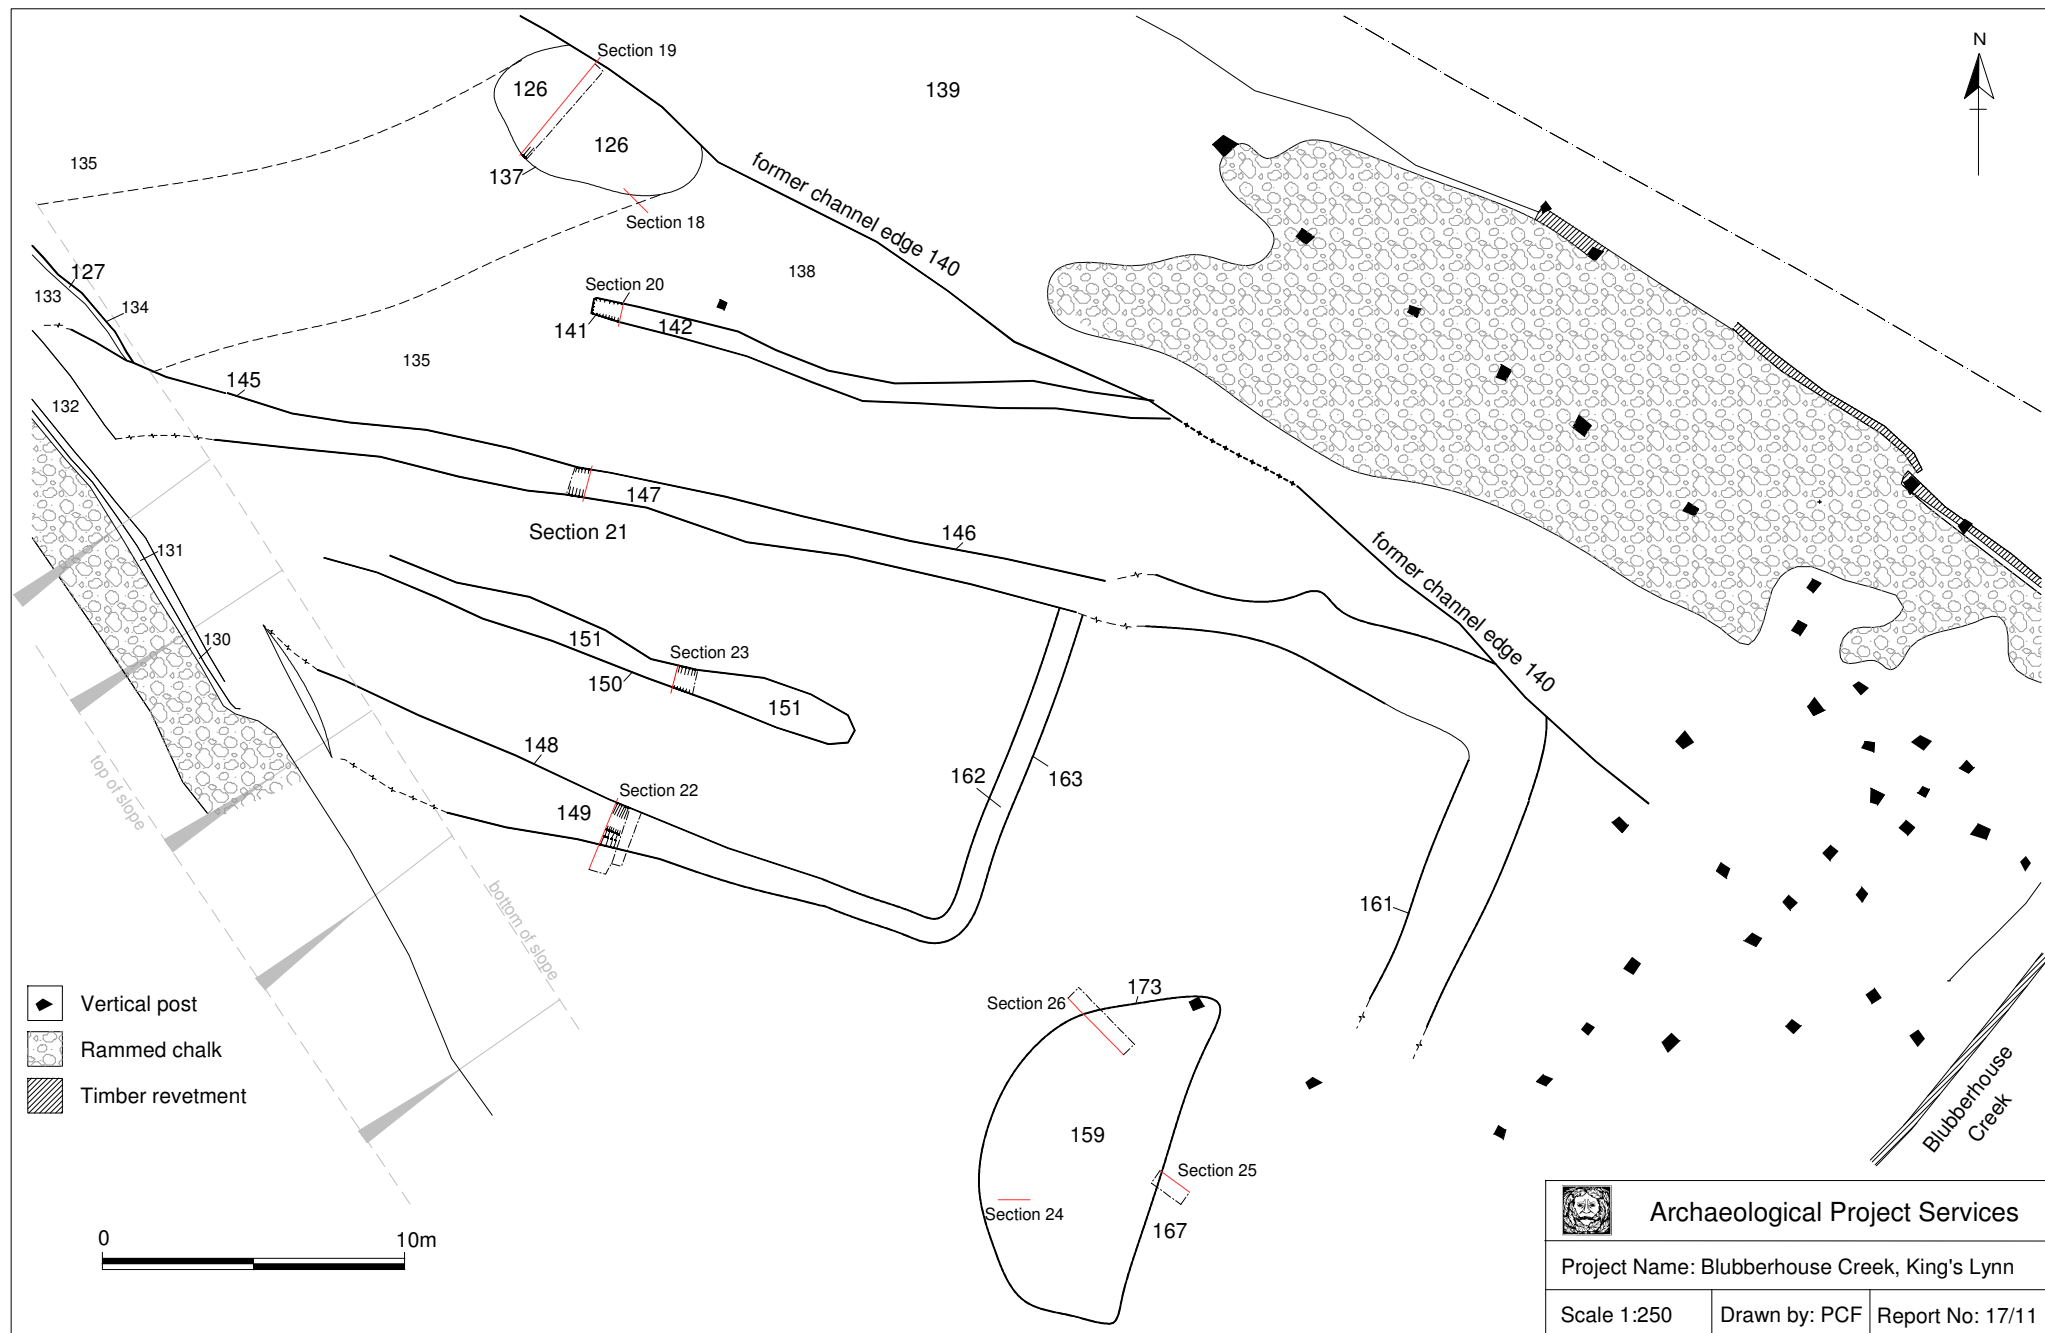 Section 19
N
126
139
126
135
137
former channel edge 140
Section 18
127
138
133
134
Section 20
142
141
135
145
132
147
Section 21
146
former channel edge 140
131
130
151
Section 23
150
151
148
162
163
Section 22
149
top of slope
bottom of slope
161
173
Section 26
Vertical post
Rammed chalk
Timber revetment
159
Section 25
Section 24
167
Blubberhouse
Creek
0
10m
Archaeological Project Services
Project Name: Blubberhouse Creek, King's Lynn
Scale 1:250
Drawn by: PCF
Report No: 17/11